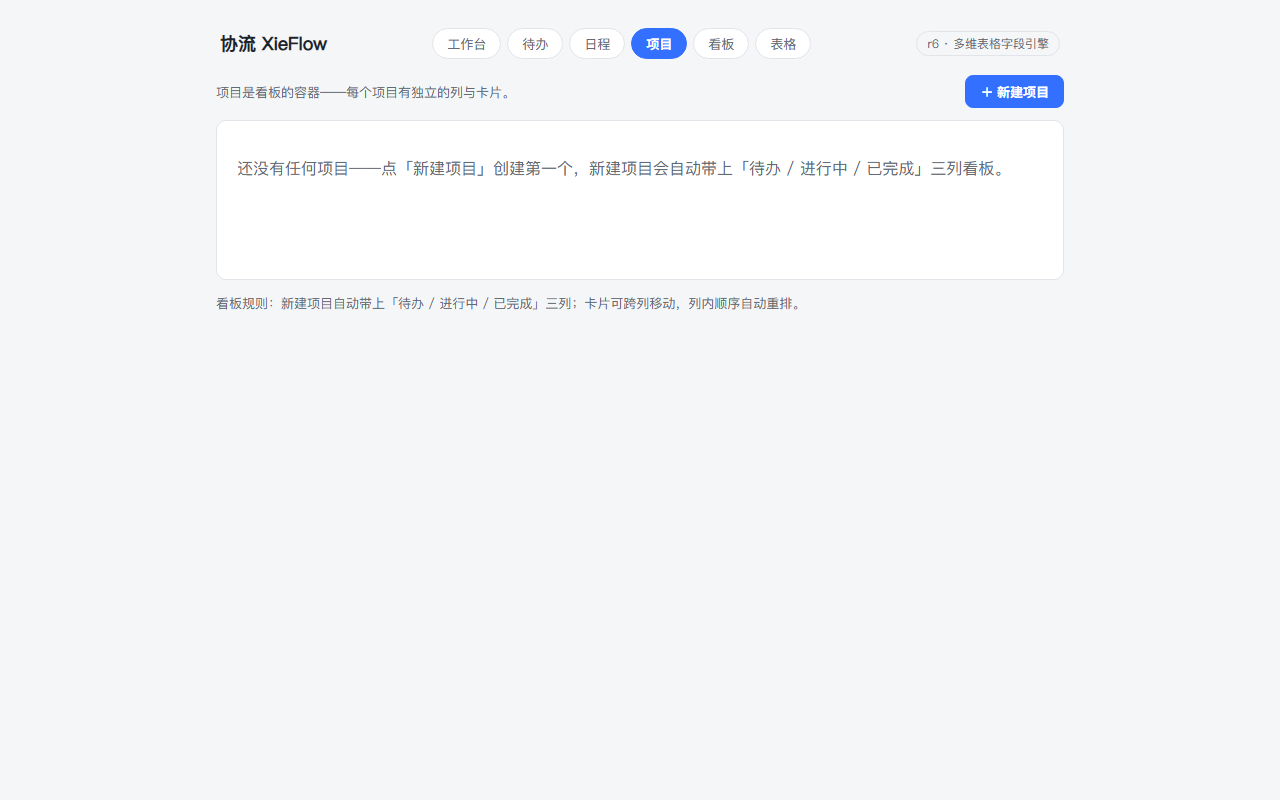 协流 XieFlow
工作台
待办
日程
项目
看板
表格
r6 · 多维表格字段引擎
项目是看板的容器——每个项目有独立的列与卡片。
＋ 新建项目
还没有任何项目——点「新建项目」创建第一个，新建项目会自动带上「待办 / 进行中 / 已完成」三列看板。
看板规则：新建项目自动带上「待办 / 进行中 / 已完成」三列；卡片可跨列移动，列内顺序自动重排。